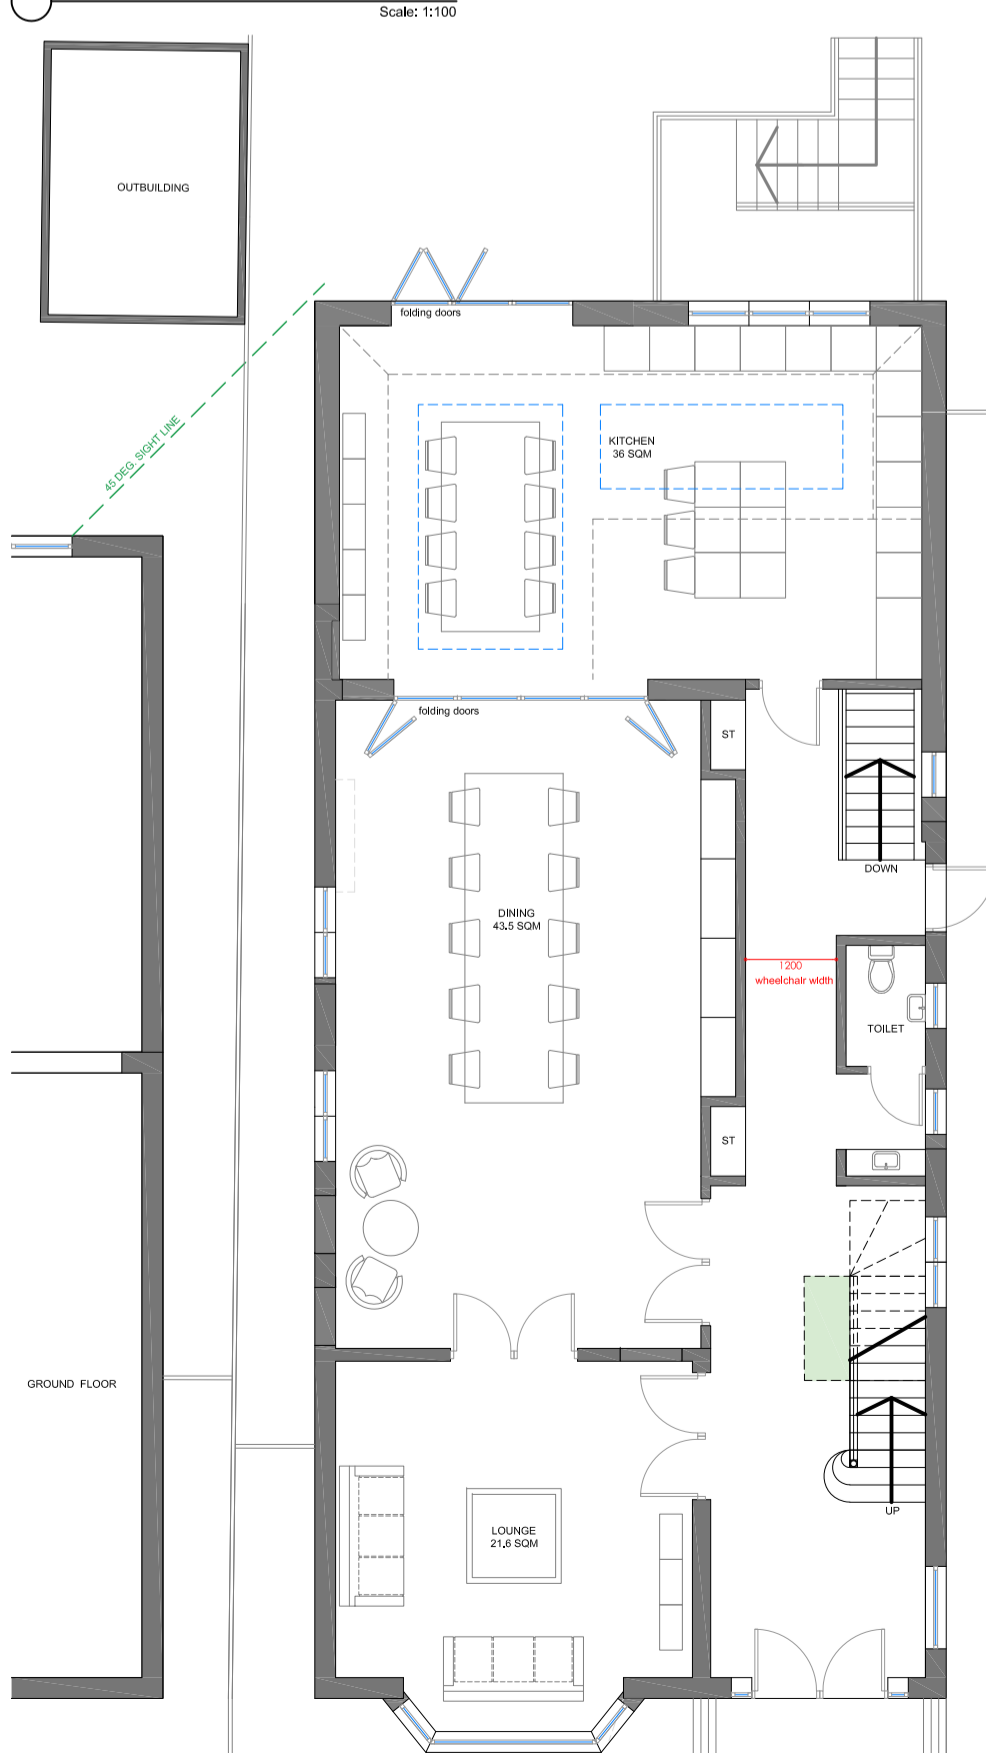 Scale: 1:100
OUTBUILDING
folding doors
45 DEG. SIGHT LINE
KITCHEN
36 SQM
folding doors
ST
DOWN
DINING
43.5 SQM
1200
wheelchair width
TOILET
ST
GROUND FLOOR
UP
LOUNGE
21.6 SQM